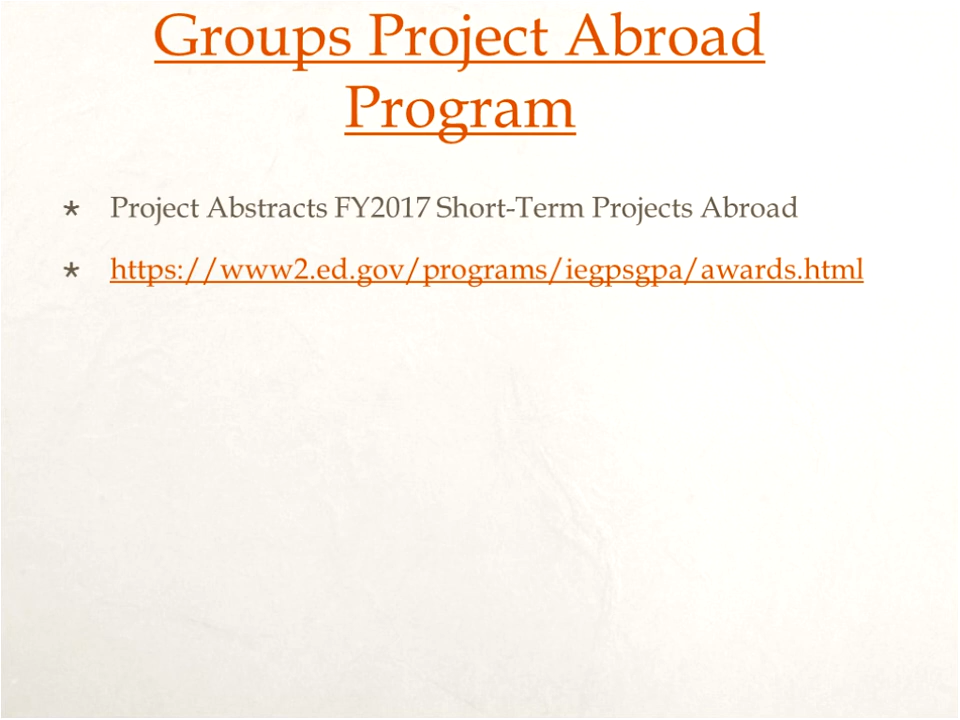 Groups Project Abroad
Program
* Project Abstracts FY2017 Short-Term Projects Abroad
* https://www2.ed.gov/programs/iegpsgpa/awards.html